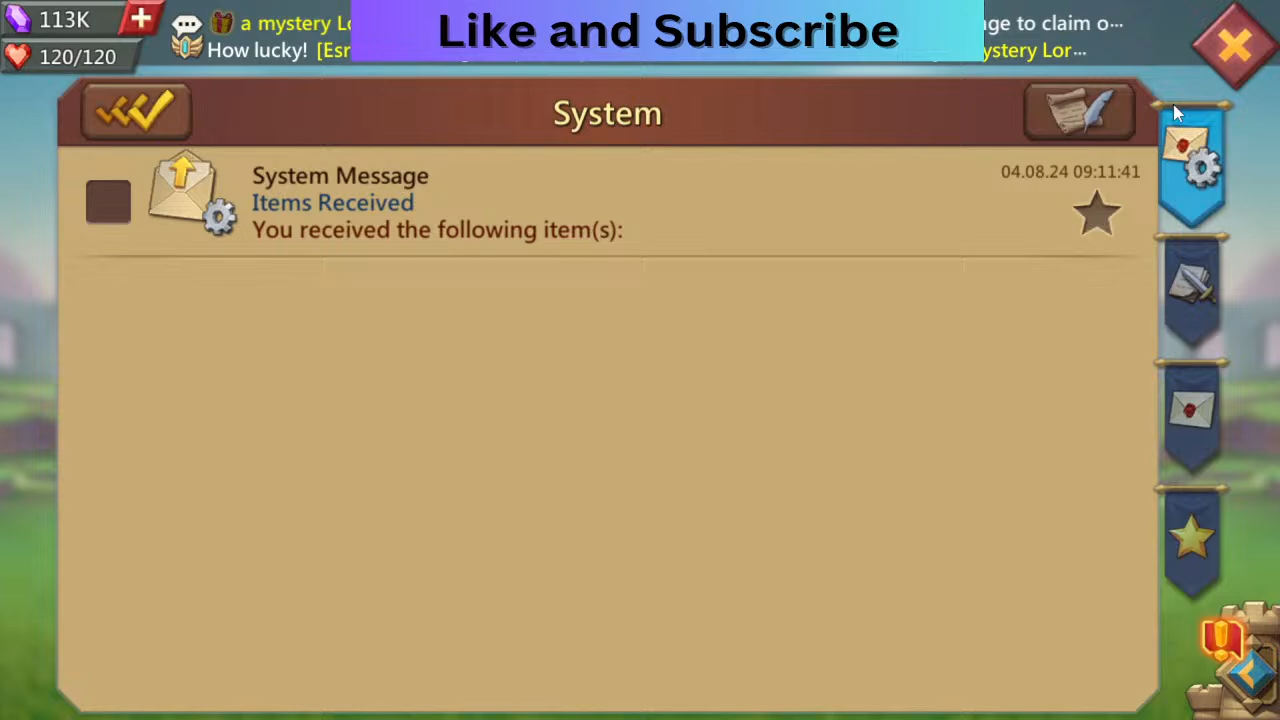 113K
a mystery Lo
Like and Subscribe
ge to claim o···
120/120
How lucky! [Esr
ystery Lor···
System
System Message
04.08.24 09:11:41
Items Received
You received the following item(s):